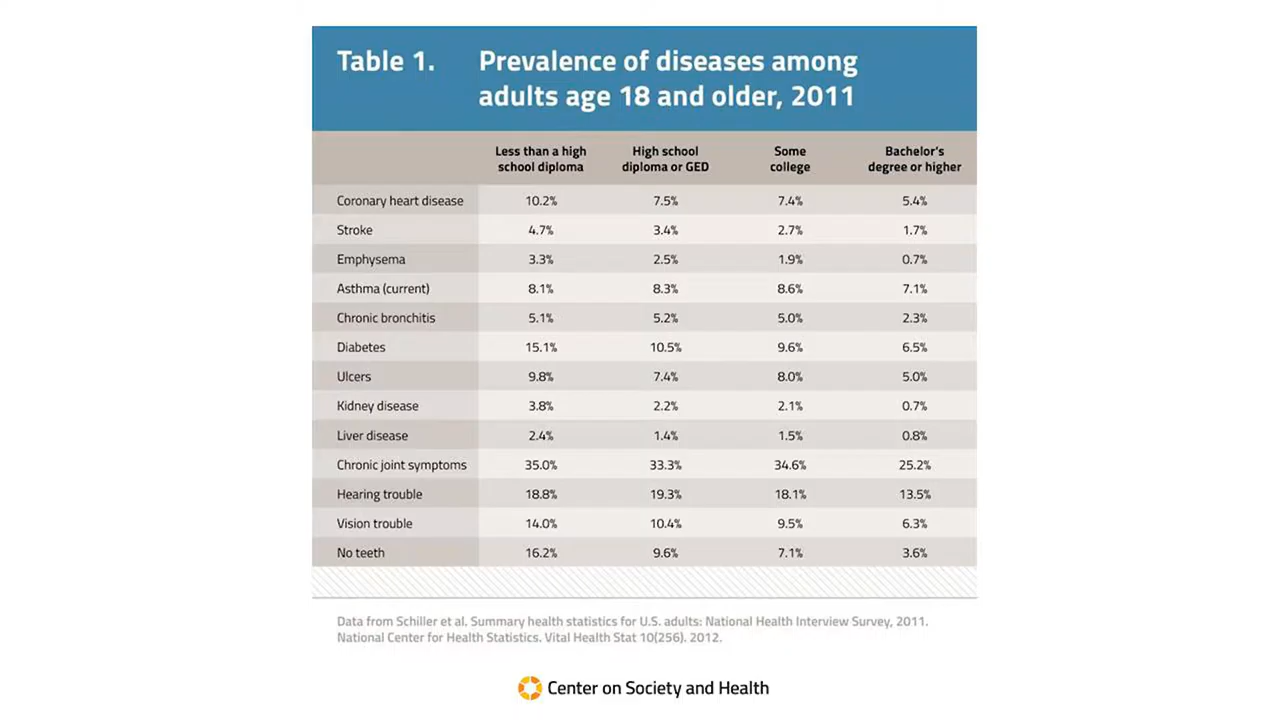 Table 1. Prevalence of diseases among
adults age 18 and older, 2011
Less than a high school diploma High school diploma or GED Some college Bachelor's degree or higher
Coronary heart disease 10.2% 7.5% 7.4% 5.4%
Stroke 4.7% 3.4% 2.7% 1.7%
Emphysema 3.3% 2.5% 1.9% 0.7%
Asthma (current) 8.1% 8.3% 8.6% 7.1%
Chronic bronchitis 5.1% 5.2% 5.0% 2.3%
Diabetes 15.1% 10.5% 9.6% 6.5%
Ulcers 9.8% 7.4% 8.0% 5.0%
Kidney disease 3.8% 2.2% 2.1% 0.7%
Liver disease 2.4% 1.4% 1.5% 0.8%
Chronic joint symptoms 35.0% 33.3% 34.6% 25.2%
Hearing trouble 18.8% 19.3% 18.1% 13.5%
Vision trouble 14.0% 10.4% 9.5% 6.3%
No teeth 16.2% 9.6% 7.1% 3.6%
Data from Schiller et al. Summary health statistics for U.S. adults: National Health Interview Survey, 2011.
National Center for Health Statistics. Vital Health Stat 10(256). 2012.
Center on Society and Health